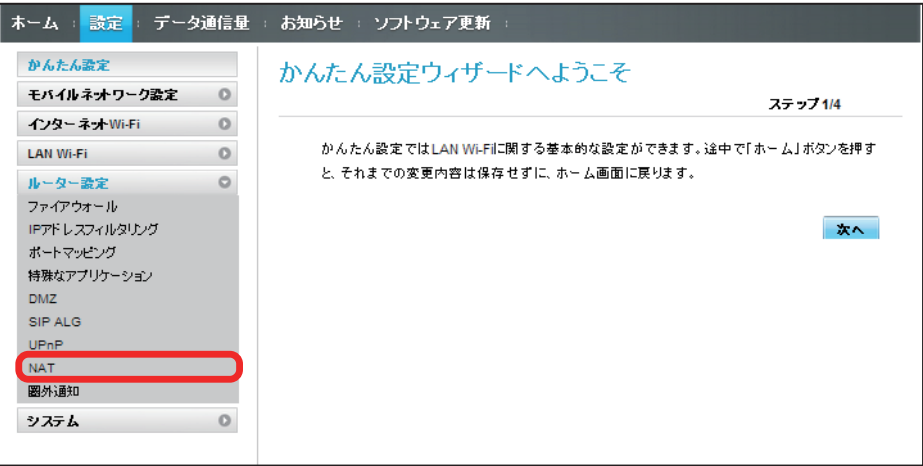 ホーム 設定 データ通信量 お知らせ ソフトウェア更新
かんたん設定
モバイルネットワーク設定
インターネットWi-Fi
LAN Wi-Fi
ルーター設定
ファイアウォール
IPアドレスフィルタリング
ポートマッピング
特殊なアプリケーション
DMZ
SIP ALG
UPnP
NAT
圏外通知
システム
かんたん設定ウィザードへようこそ
ステップ1/4
かんたん設定ではLAN Wi-Fiに関する基本的な設定ができます。途中で「ホーム」ボタンを押す
と、それまでの変更内容は保存せずに、ホーム画面に戻ります。
次へ